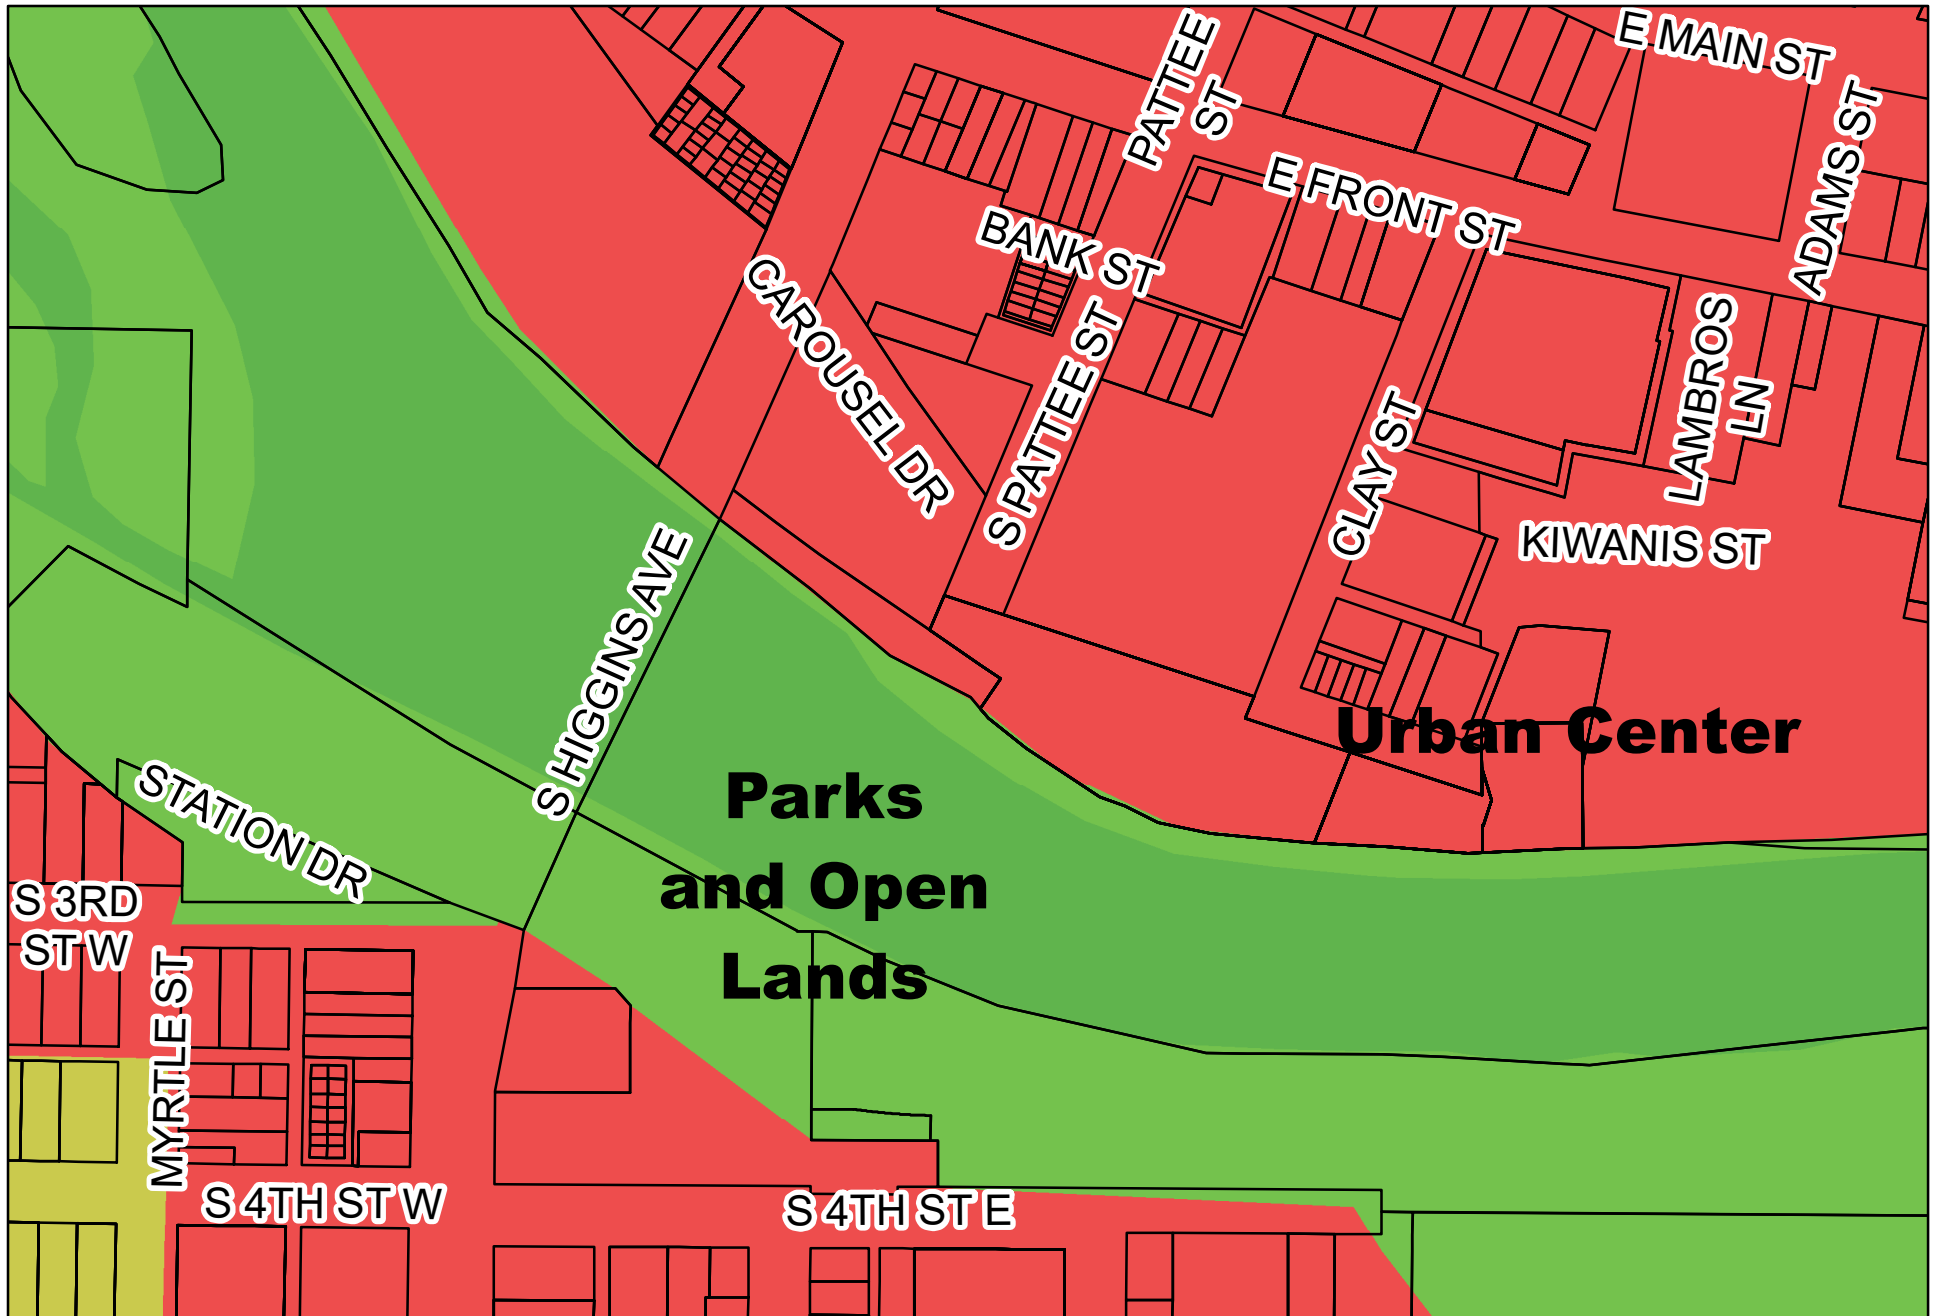 E MAIN ST
PATTEE
ST
ADAMS ST
E FRONT ST
BANK ST
CAROUSEL DR
S PATTEE ST
LAMBROS
LN
CLAY ST
KIWANIS ST
S HIGGINS AVE
Urban Center
Parks
and Open
Lands
STATION DR
S 3RD
ST W
MYRTLE ST
S 4TH ST W
S 4TH ST E